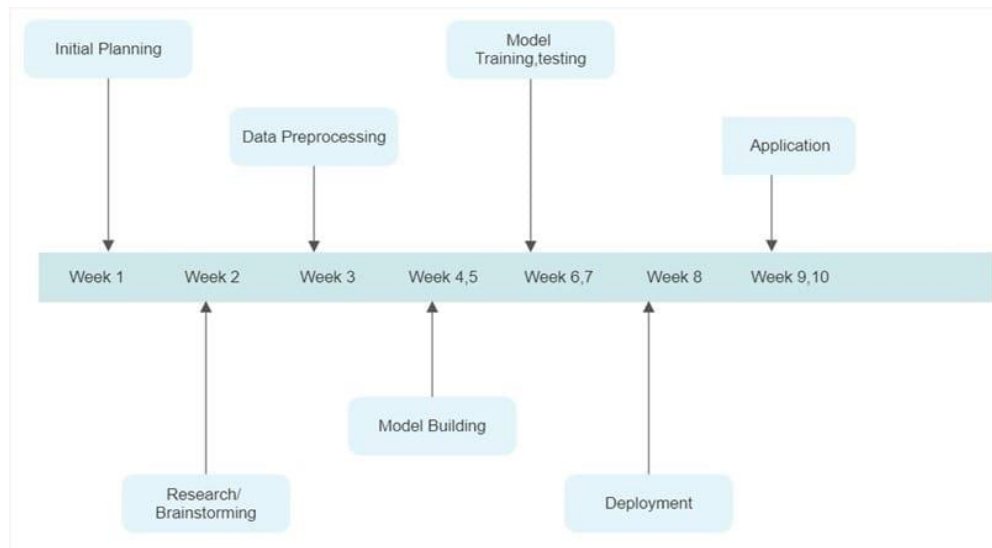 Initial Planning
Model
Training,testing
Data Preprocessing
Application
Week 1
Week 2
Week 3
Week 4,5
Week 6,7
Week 8
Week 9,10
Model Building
Research/
Brainstorming
Deployment